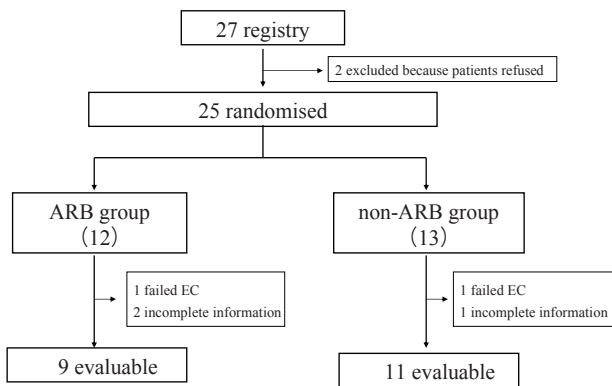 27 registry
2 excluded because patients refused
25 randomised
ARB group
（12）
non-ARB group
（13）
1 failed EC
2 incomplete information
1 failed EC
1 incomplete information
9 evaluable
11 evaluable